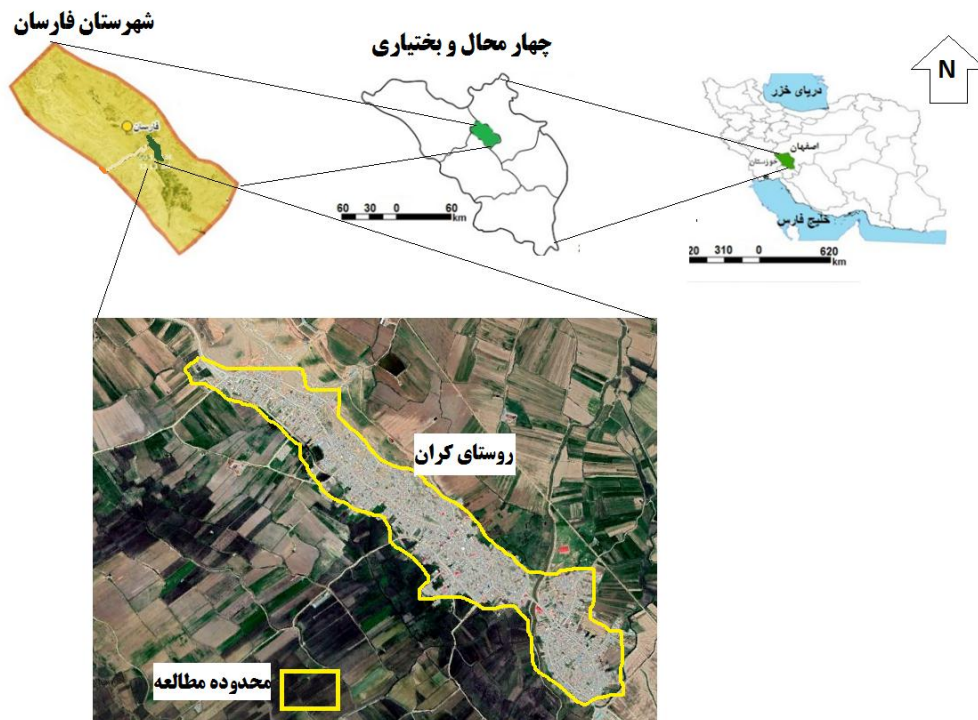 شهرستان فارسان
چهار محال و بختیاری
N
دریای خزر
اصفهان
خوزستان
خلیج فارس
فارسان
60 30 0 60
km
20 310 0 620
km
روستای کران
محدوده مطالعه